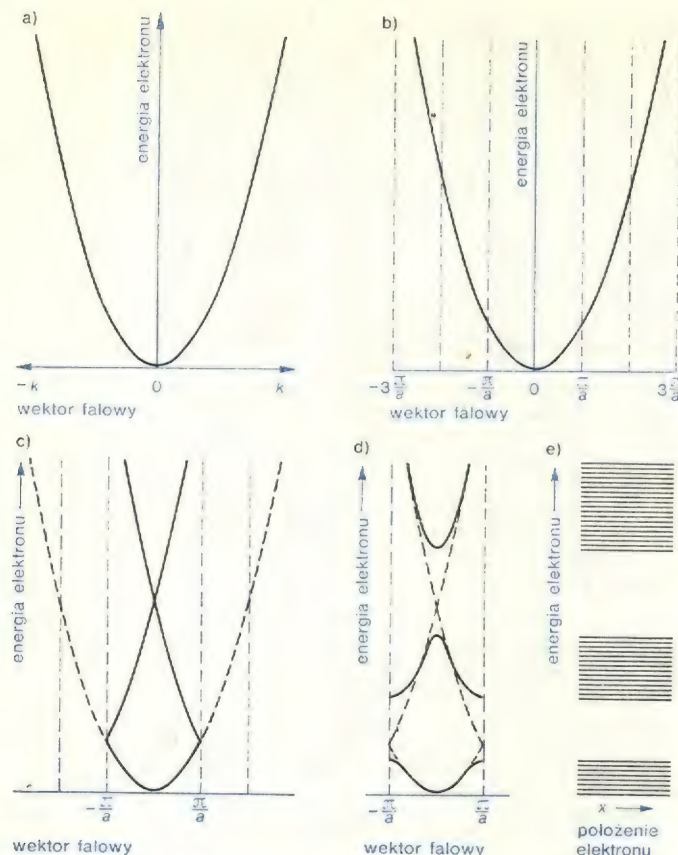 a)
energia elektronu
-k
0
k
wektor falowy
b)
energia elektronu
-3π/a
-π/a
0
π/a
3π/a
wektor falowy
c)
energia elektronu
-π/a
π/a
wektor falowy
d)
energia elektronu
-π/a
π/a
wektor falowy
e)
energia elektronu
x
położenie
elektronu